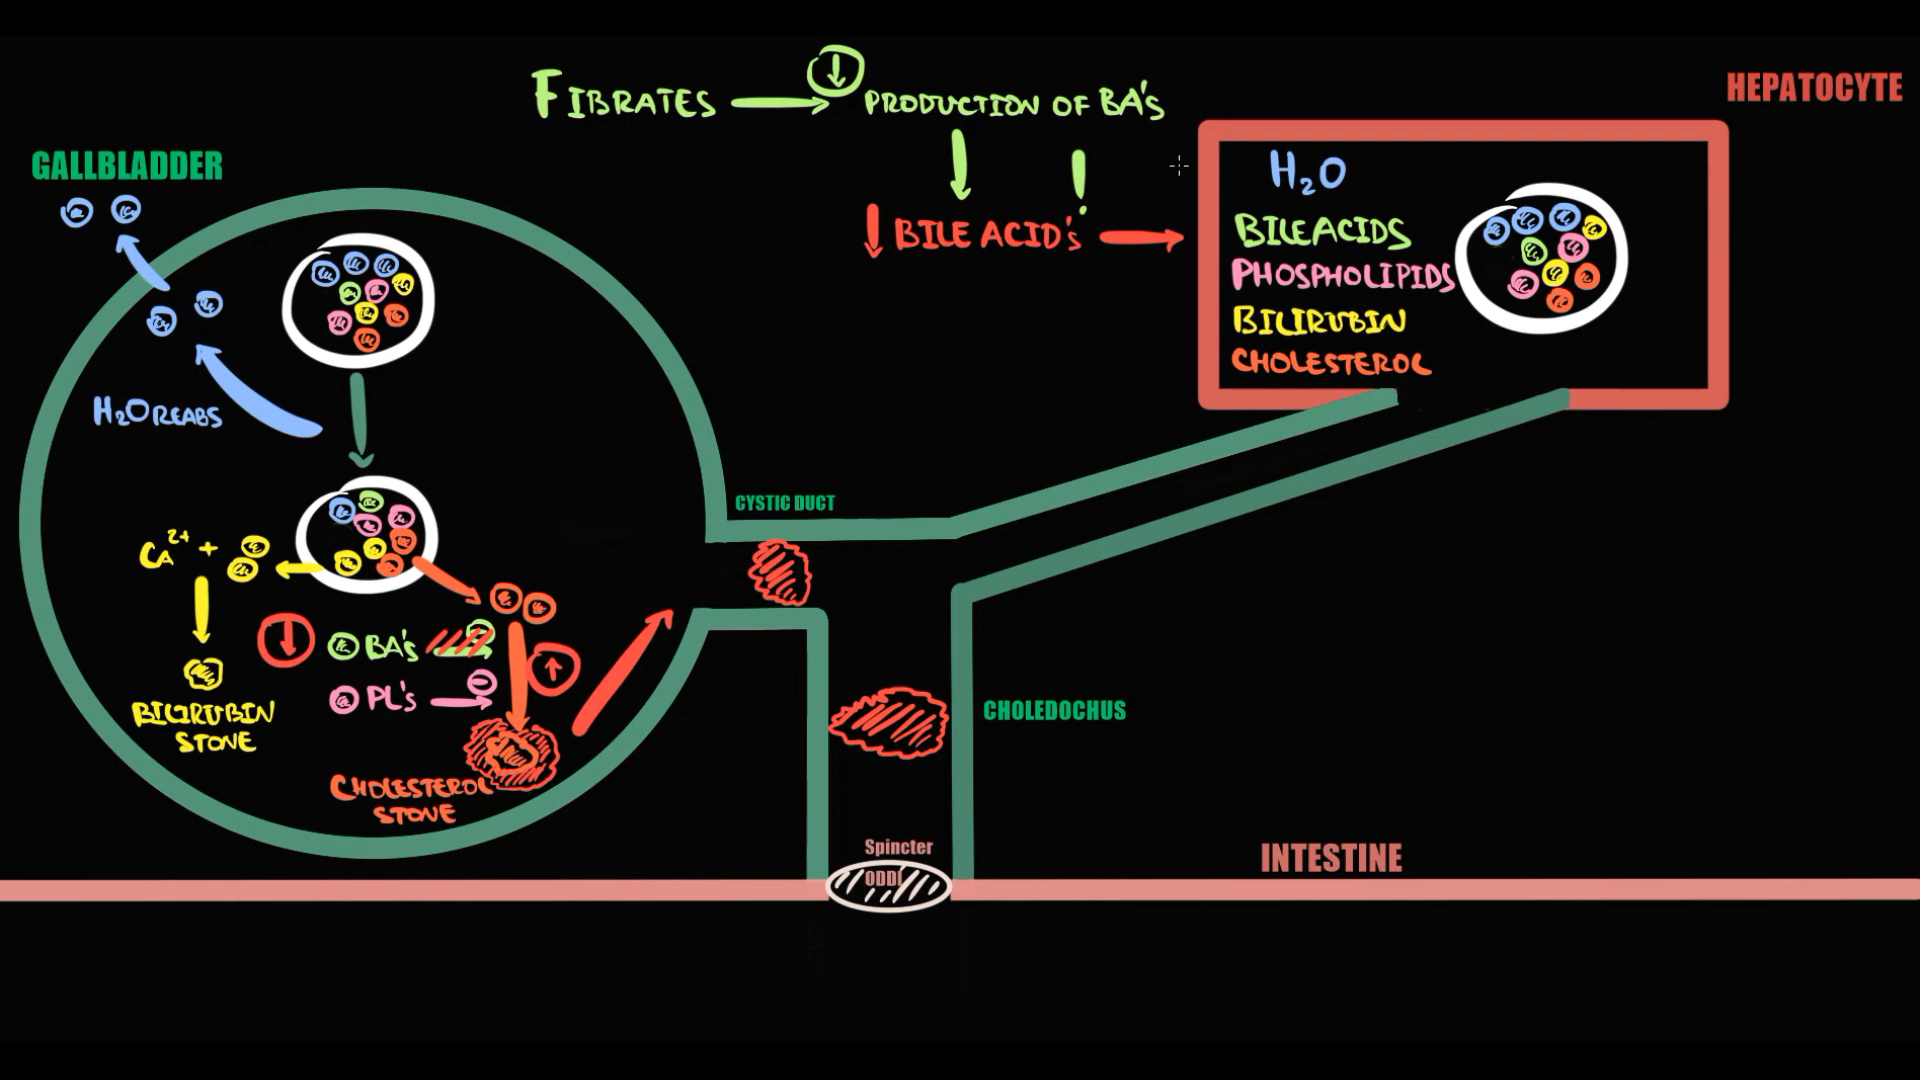 FIBRATES → ↓ PRODUCTION OF BA's
↓ !
↓ BILE ACID's →
HEPATOCYTE
H₂O
BILEACIDS
PHOSPHOLIPIDS
BILIRUBIN
CHOLESTEROL
GALLBLADDER
H₂O REABS
CYSTIC DUCT
Ca²⁺ +
↓ BA's
PL's → ⊖
↑
BILIRUBIN
STONE
CHOLESTEROL
STONE
CHOLEDOCHUS
Spincter
ODDI
INTESTINE